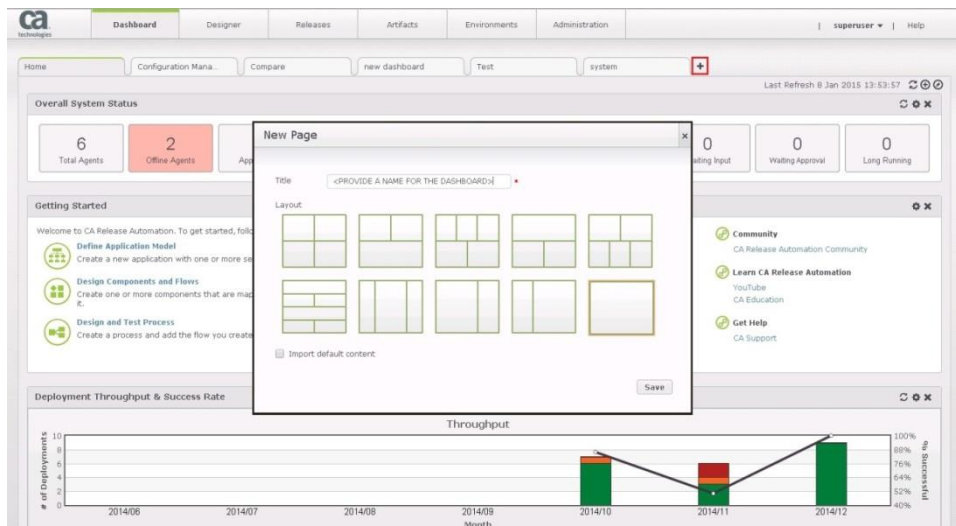 ca
technologies
Dashboard Designer Releases Artifacts Environments Administration | superuser | Help
Home Configuration Mana... Compare new dashboard Test system +
Last Refresh 8 Jan 2015 13:53:57
Overall System Status
6 2 0 0 0
Total Agents Offline Agents App aiting Input Waiting Approval Long Running
New Page
Title <PROVIDE A NAME FOR THE DASHBOARD>
Layout
Import default content
Save
Getting Started
Welcome to CA Release Automation. To get started, follo
Define Application Model
Create a new application with one or more se
Design Components and Flows
Create one or more components that are map
it.
Design and Test Process
Create a process and add the flow you create
Community
CA Release Automation Community
Learn CA Release Automation
YouTube
CA Education
Get Help
CA Support
Deployment Throughput & Success Rate
Throughput
# of Deployments
10
8
6
4
2
0
100%
88%
76%
64%
52%
40%
% Successful
2014/06 2014/07 2014/08 2014/09 2014/10 2014/11 2014/12
Month